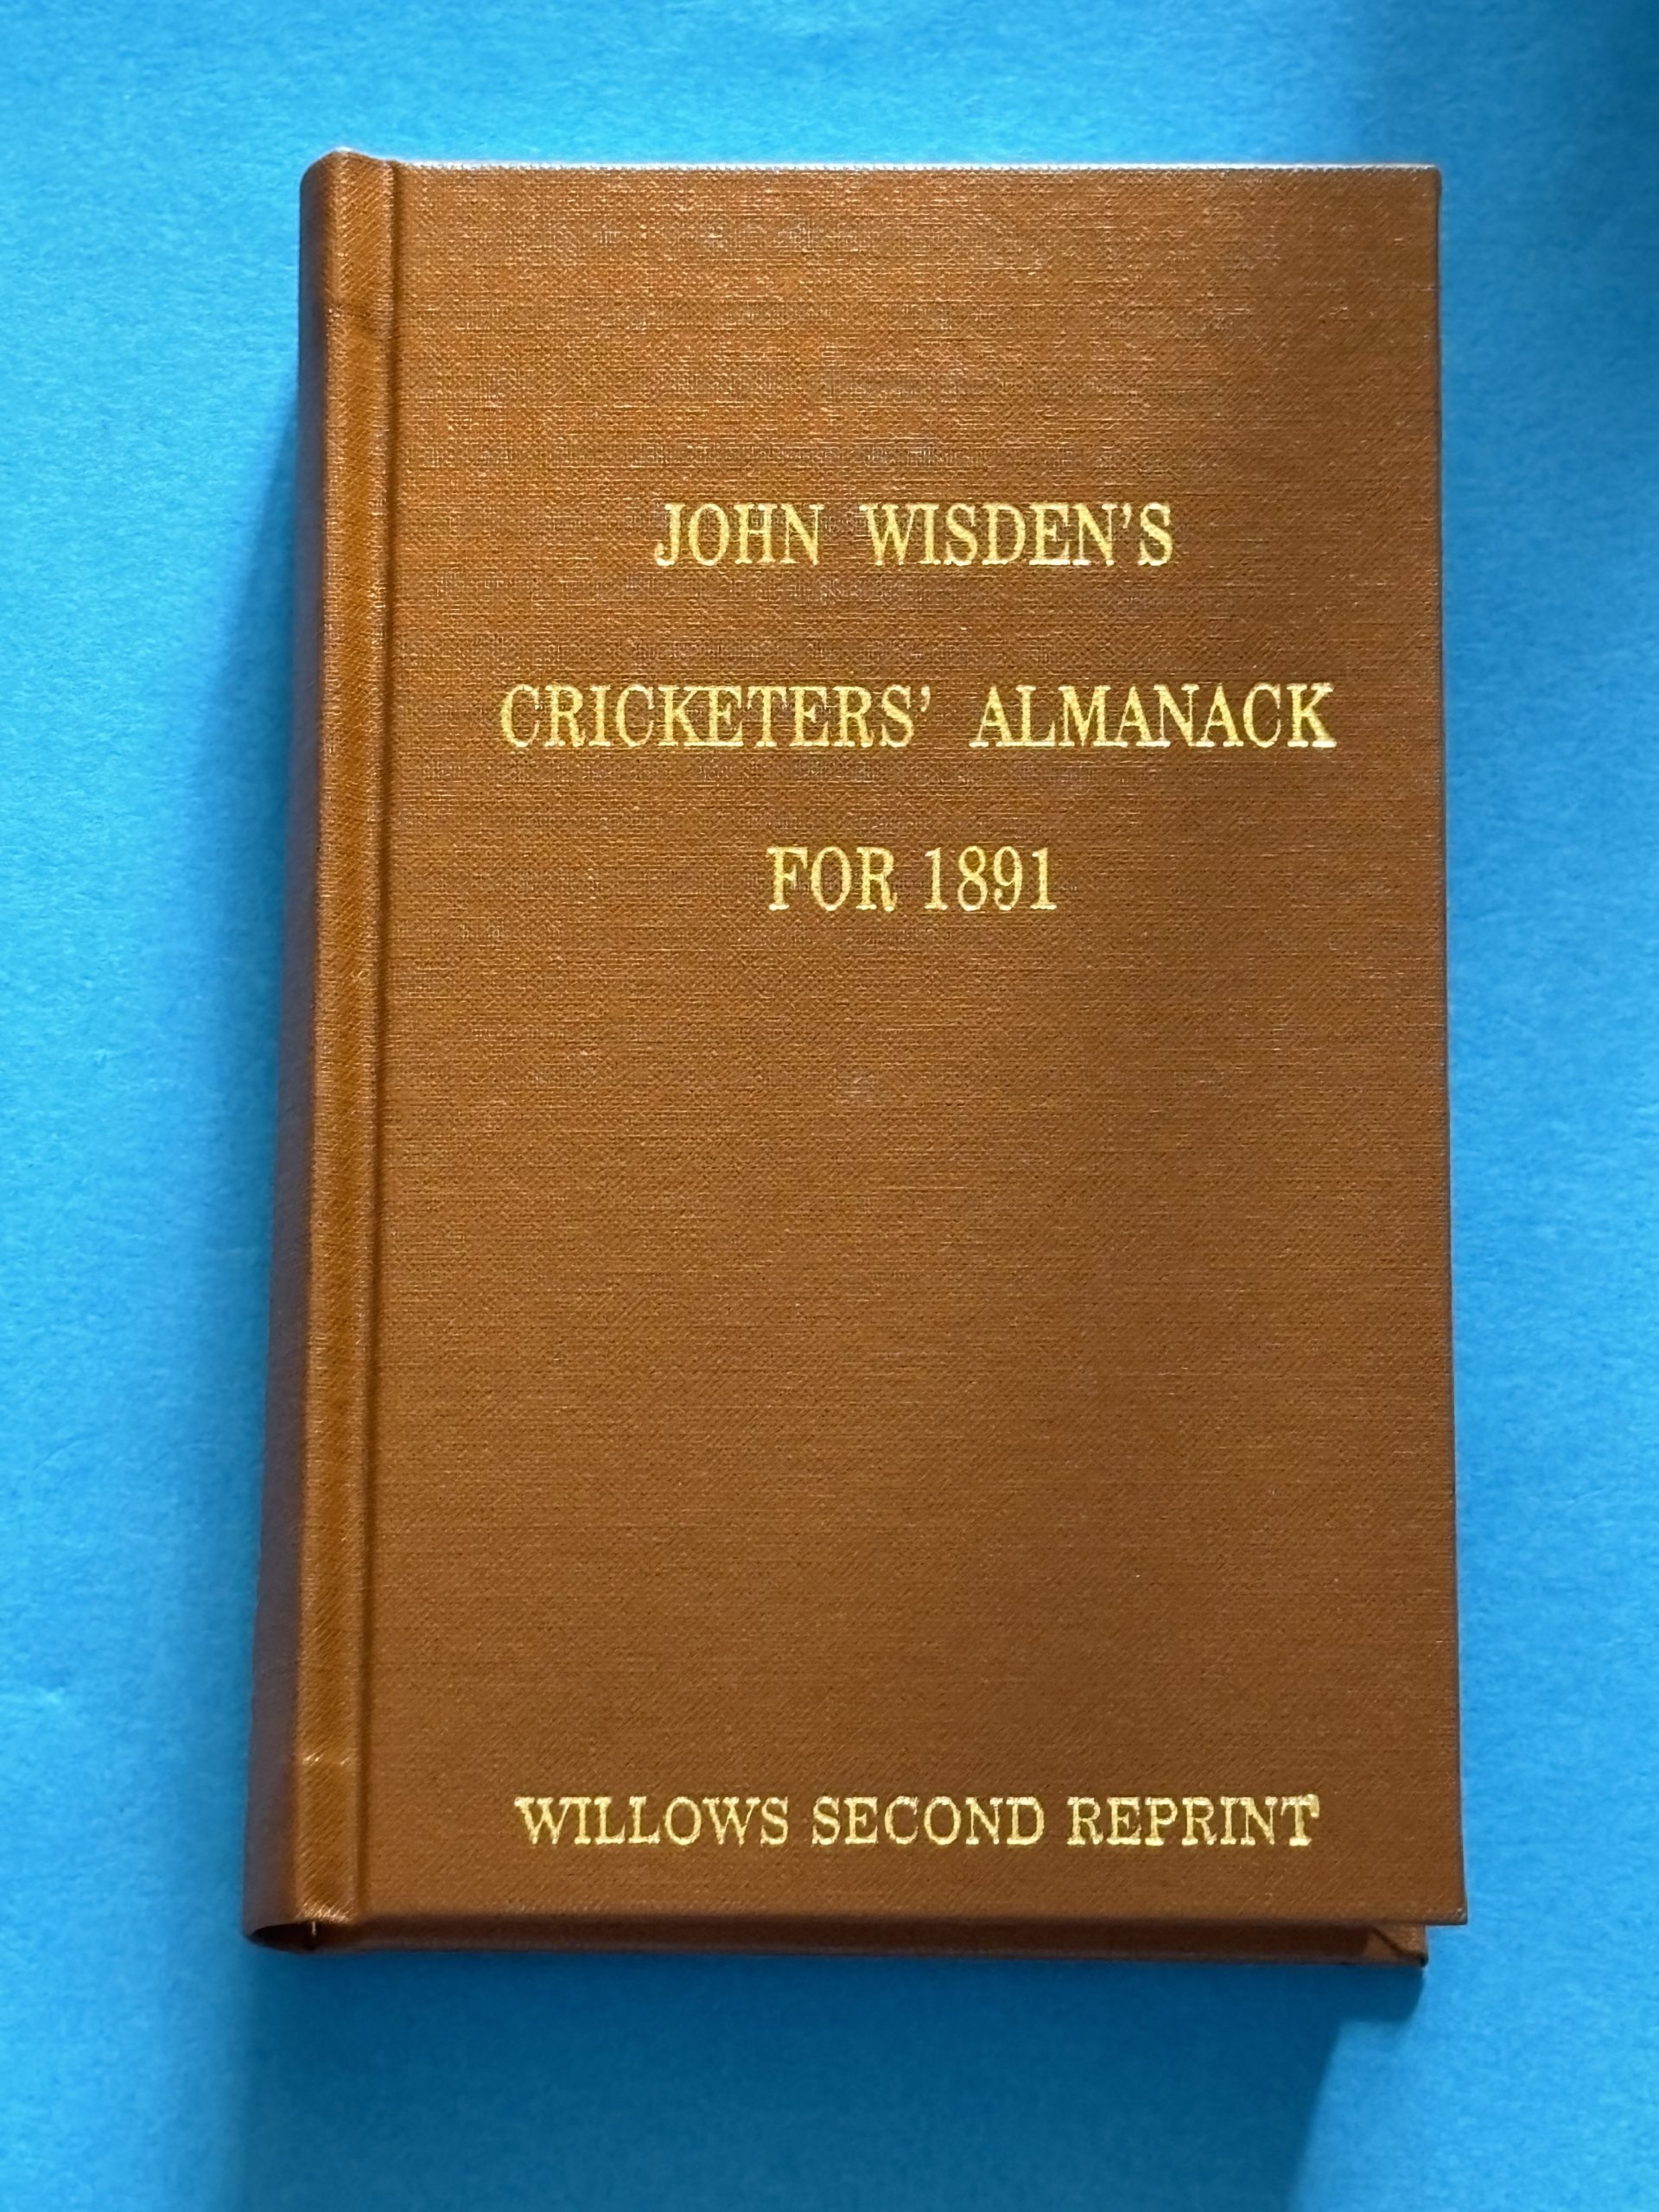 JOHN WISDEN'S
CRICKETERS' ALMANACK
FOR 1891
WILLOWS SECOND REPRINT